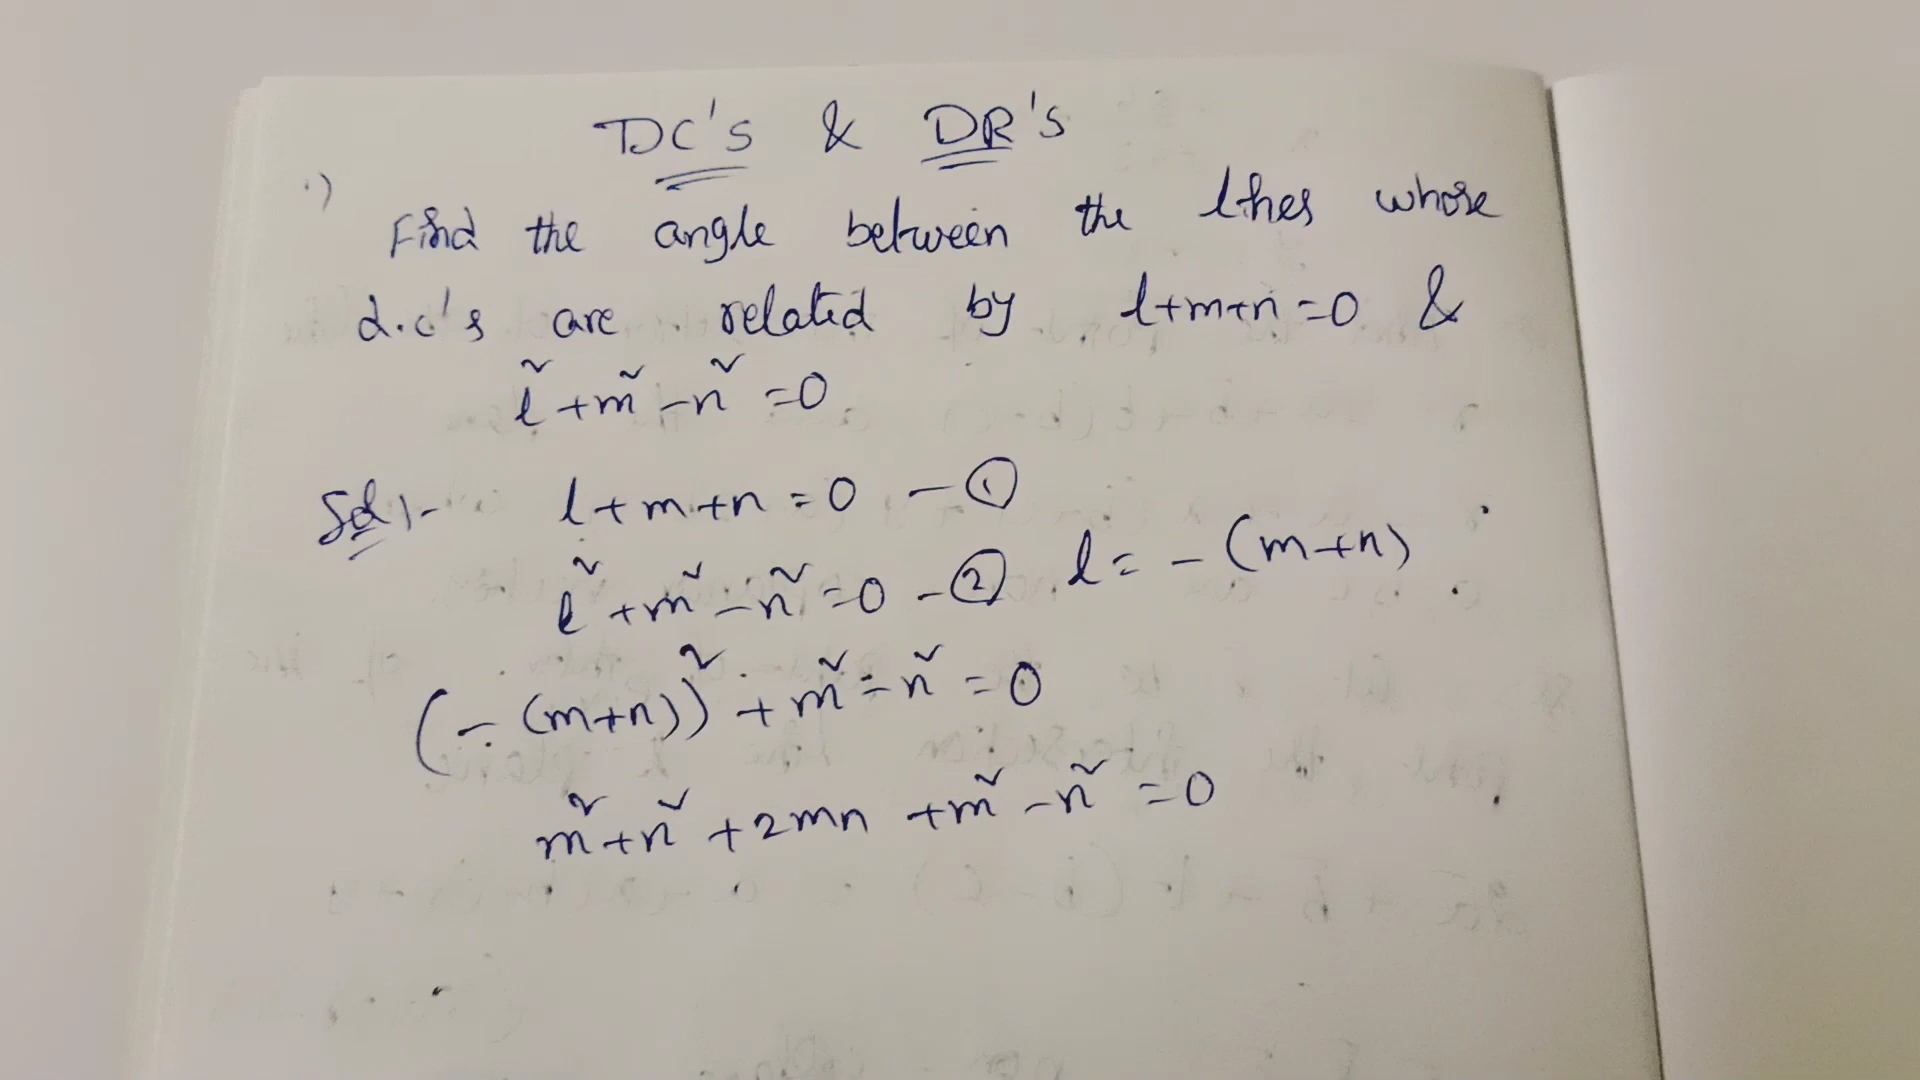 DC's & DR's
1) Find the angle between the lines whose
d.c's are related by l+m+n=0 &
l²+m²-n²=0
Sol:- l+m+n=0 -①
l²+m²-n²=0 -② l=-(m+n)
(-(m+n))²+m²-n²=0
m²+n²+2mn+m²-n²=0